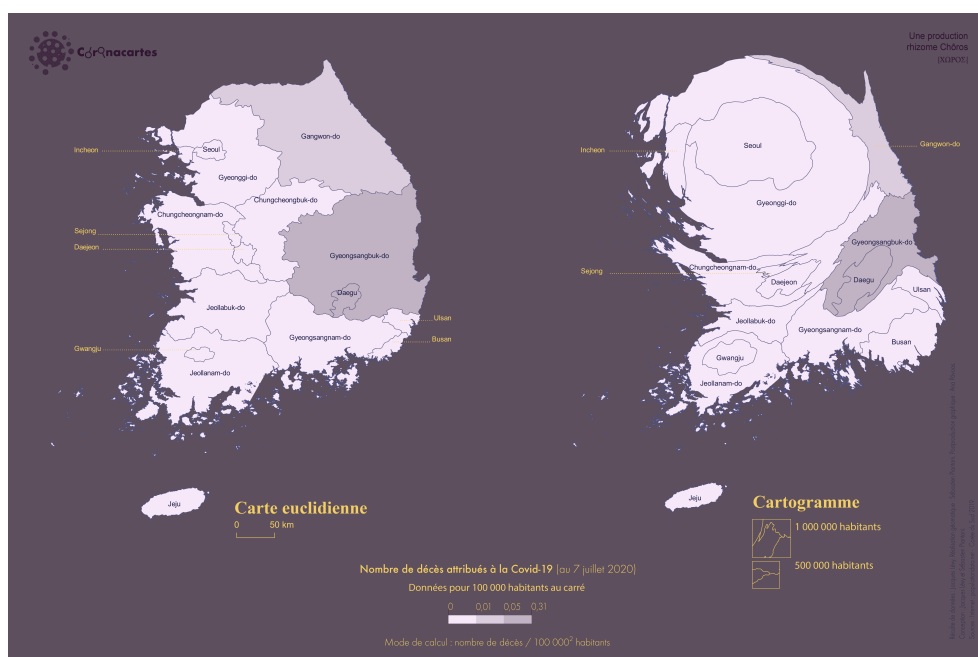 Coronacartes
Une production
rhizome Chôros
[ΧΩΡΟΣ]
Gangwon-do
Incheon
Seoul
Gyeonggi-do
Chungcheongbuk-do
Chungcheongnam-do
Sejong
Daejeon
Gyeongsangbuk-do
Daegu
Jeollabuk-do
Ulsan
Gyeongsangnam-do
Busan
Gwangju
Jeollanam-do
Jeju
Carte euclidienne
0 50 km
Incheon
Seoul
Gangwon-do
Gyeonggi-do
Gyeongsangbuk-do
Chungcheongnam-do
Sejong
Daejeon
Daegu
Ulsan
Jeollabuk-do
Gyeongsangnam-do
Busan
Gwangju
Jeollanam-do
Jeju
Cartogramme
1 000 000 habitants
500 000 habitants
Nombre de décès attribués à la Covid-19 (au 7 juillet 2020)
Données pour 100 000 habitants au carré
0 0,01 0,05 0,31
Mode de calcul : nombre de décès / 100 000² habitants